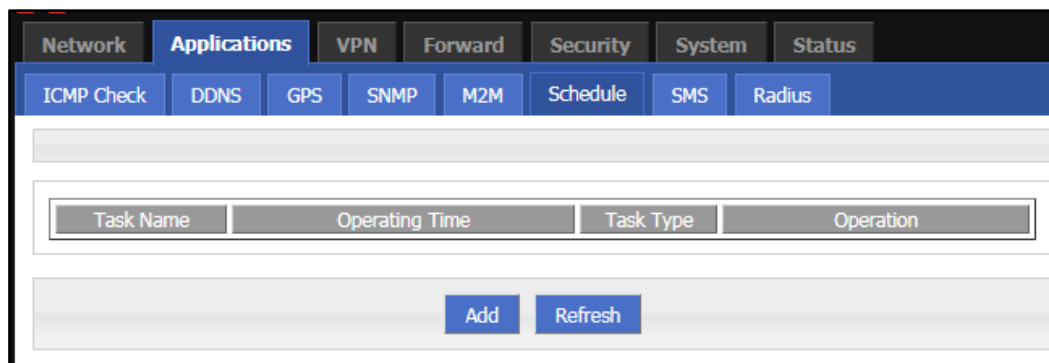 Network Applications VPN Forward Security System Status
ICMP Check DDNS GPS SNMP M2M Schedule SMS Radius
Task Name Operating Time Task Type Operation
Add Refresh